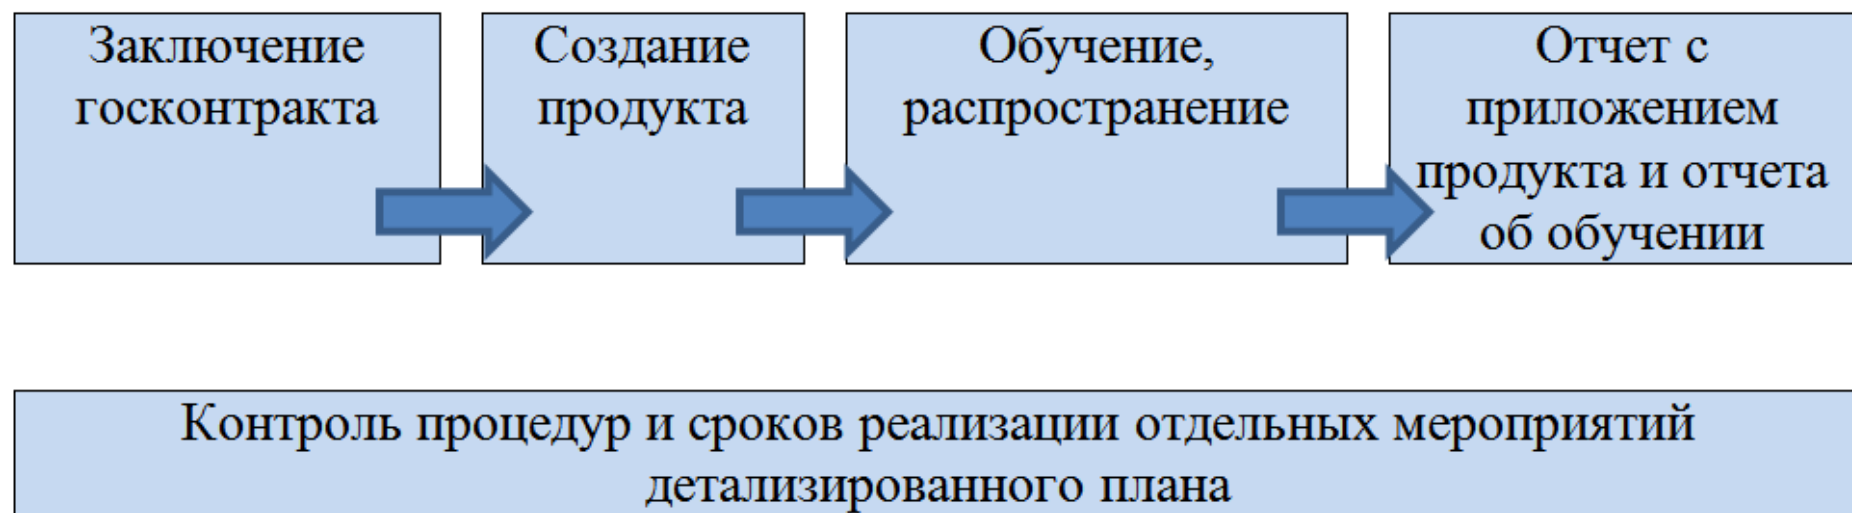 Заключение
госконтракта
Создание
продукта
Обучение,
распространение
Отчет с
приложением
продукта и отчета
об обучении
Контроль процедур и сроков реализации отдельных мероприятий
детализированного плана